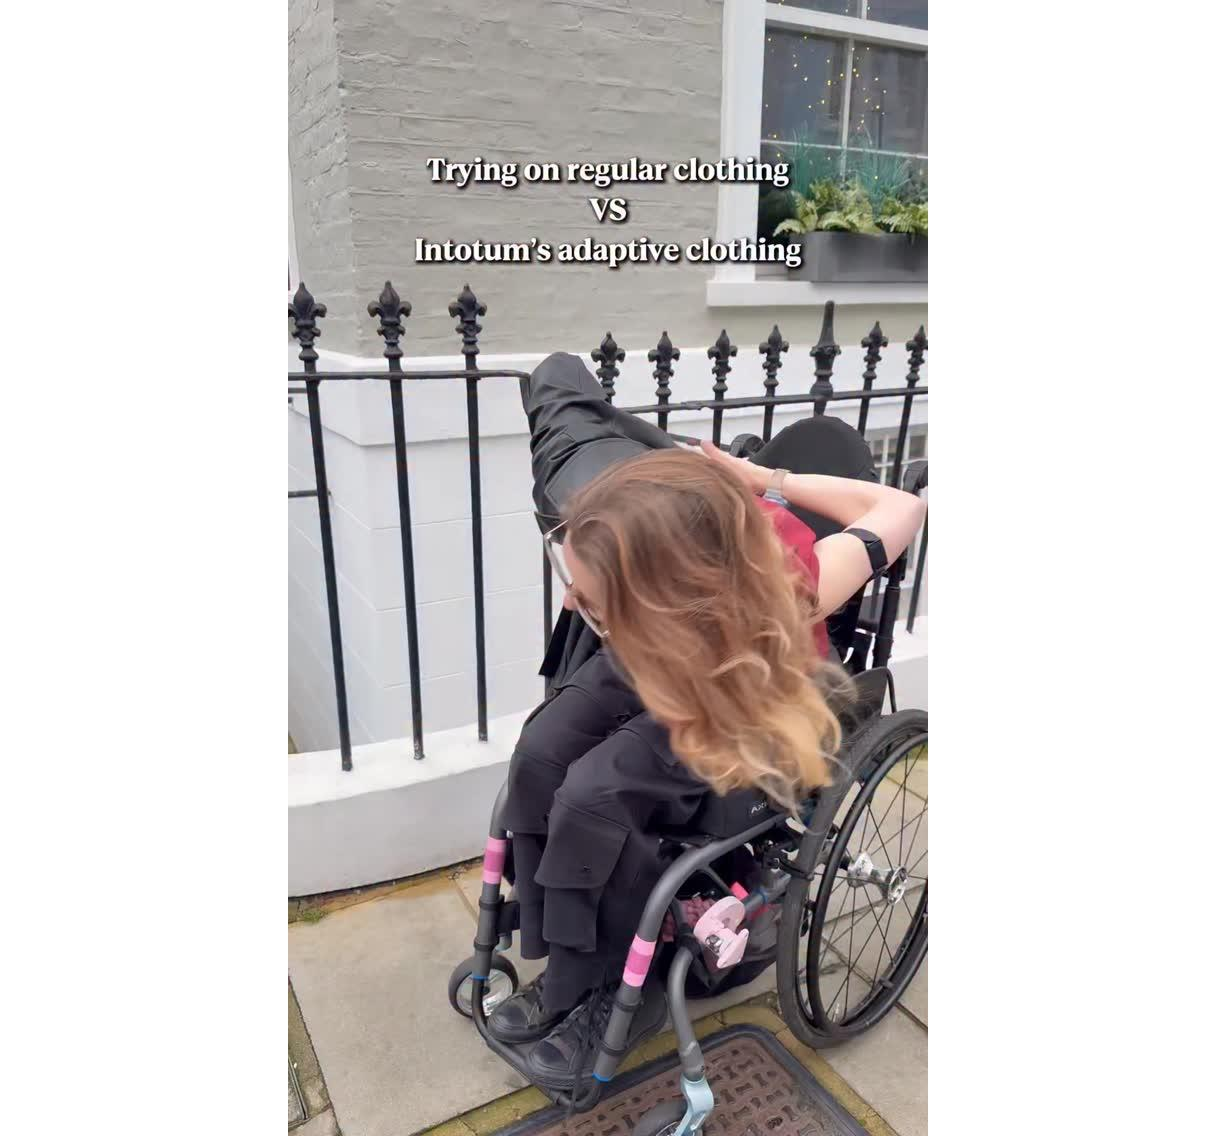 Trying on regular clothing
VS
Intotum's adaptive clothing